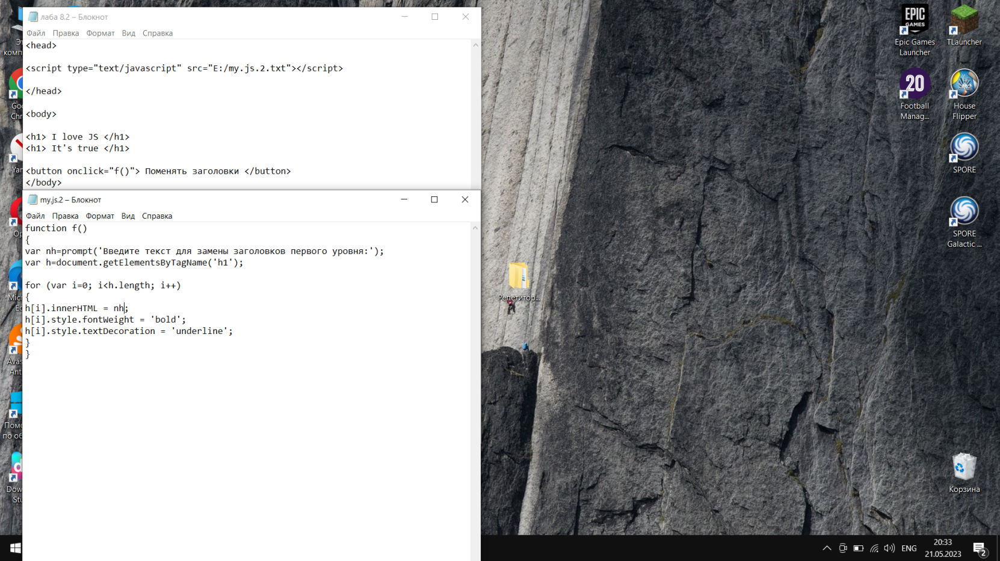 лаба 8.2 – Блокнот
Файл Правка Формат Вид Справка
<head>
<script type="text/javascript" src="E:/my.js.2.txt"></script>
</head>
<body>
<h1> I love JS </h1>
<h1> It's true </h1>
<button onclick="f()"> Поменять заголовки </button>
</body>
my.js.2 – Блокнот
Файл Правка Формат Вид Справка
function f()
{
var nh=prompt('Введите текст для замены заголовков первого уровня:');
var h=document.getElementsByTagName('h1');
for (var i=0; i<h.length; i++)
{
h[i].innerHTML = nh;
h[i].style.fontWeight = 'bold';
h[i].style.textDecoration = 'underline';
}
}
Репетитор...
EPIC
GAMES
Epic Games
Launcher
TLauncher
20
Football
Manag...
House
Flipper
SPORE
SPORE
Galactic ...
Корзина
ENG
20:33
21.05.2023
2